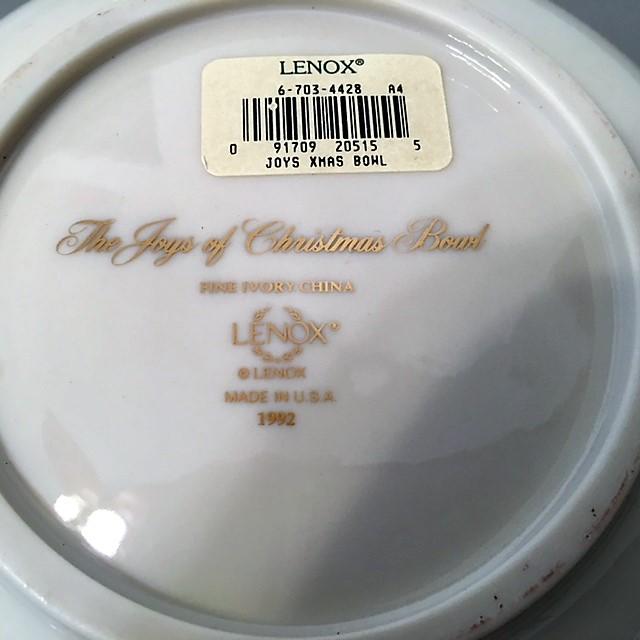 LENOX®
6-703-4428 A4
0 91709 20515 5
JOYS XMAS BOWL
The Joys of Christmas Bowl
FINE IVORY CHINA
LENOX®
© LENOX
MADE IN U.S.A.
1992